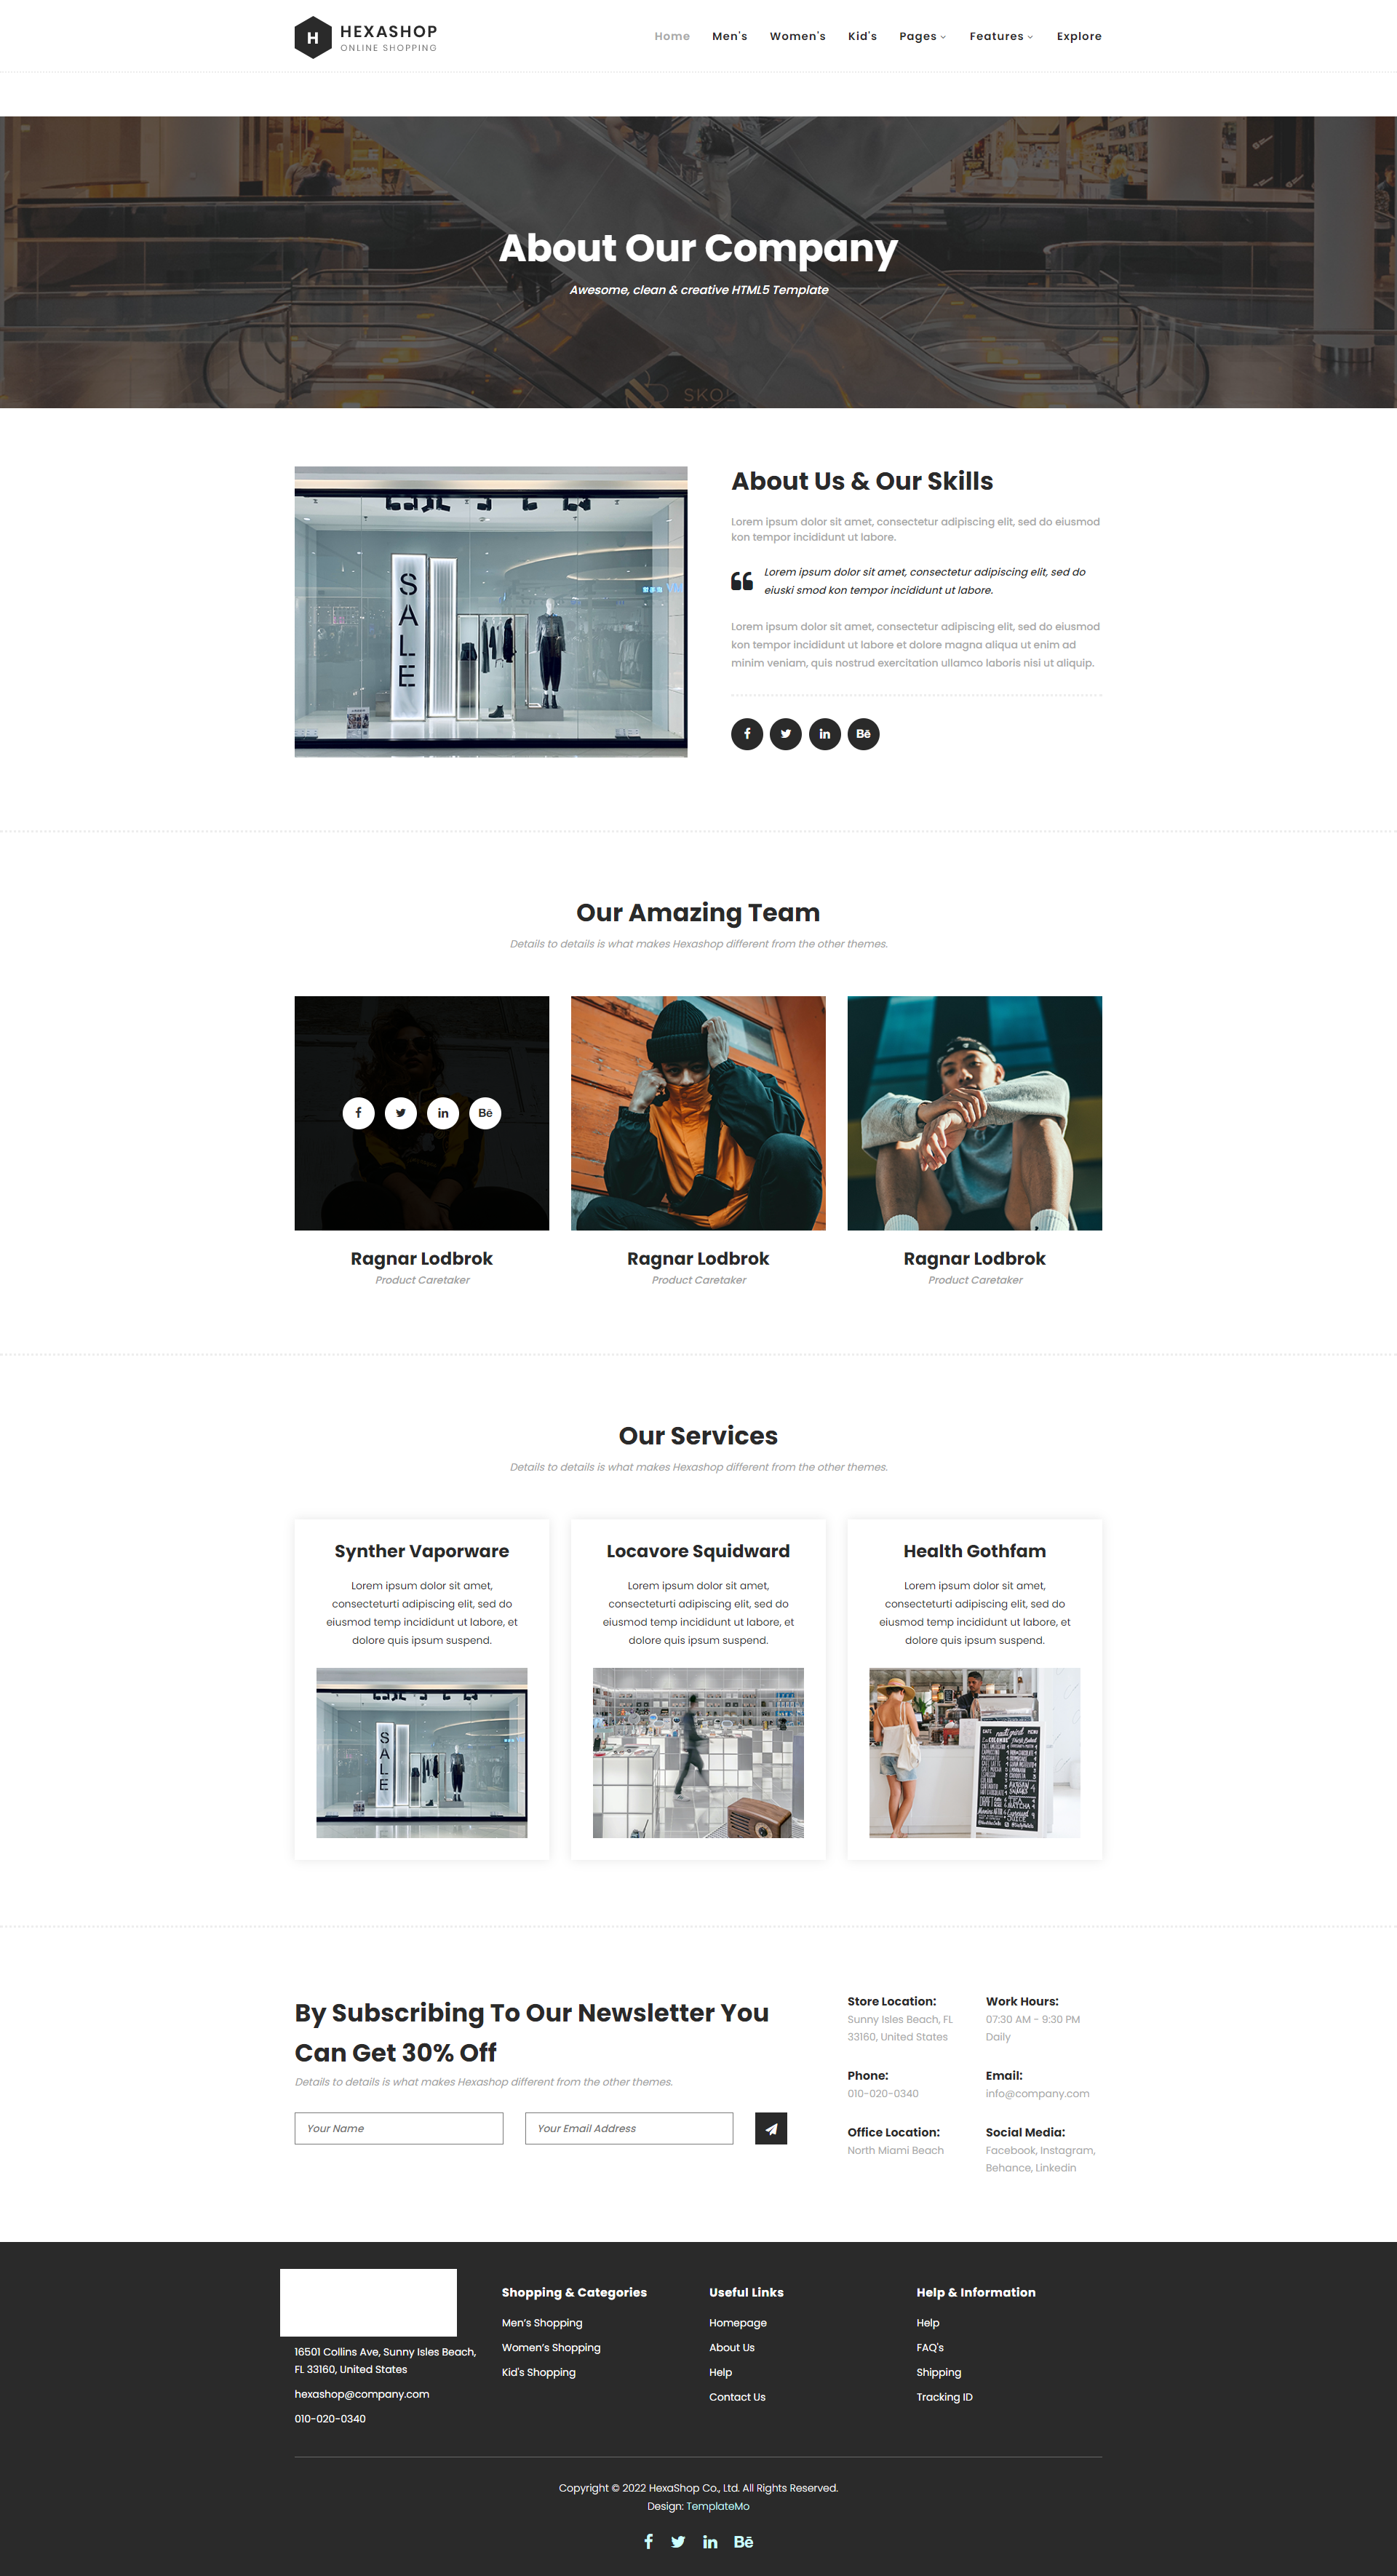 H
HEXASHOP
ONLINE SHOPPING
Home
Men's
Women's
Kid's
Pages
Features
Explore
About Our Company
Awesome, clean & creative HTML5 Template
SKOL
SALE
About Us & Our Skills
Lorem ipsum dolor sit amet, consectetur adipiscing elit, sed do eiusmod
kon tempor incididunt ut labore.
Lorem ipsum dolor sit amet, consectetur adipiscing elit, sed do
eiuski smod kon tempor incididunt ut labore.
Lorem ipsum dolor sit amet, consectetur adipiscing elit, sed do eiusmod
kon tempor incididunt ut labore et dolore magna aliqua ut enim ad
minim veniam, quis nostrud exercitation ullamco laboris nisi ut aliquip.
Our Amazing Team
Details to details is what makes Hexashop different from the other themes.
Ragnar Lodbrok
Product Caretaker
Ragnar Lodbrok
Product Caretaker
Ragnar Lodbrok
Product Caretaker
Our Services
Details to details is what makes Hexashop different from the other themes.
Synther Vaporware
Lorem ipsum dolor sit amet,
consecteturti adipiscing elit, sed do
eiusmod temp incididunt ut labore, et
dolore quis ipsum suspend.
SALE
Locavore Squidward
Lorem ipsum dolor sit amet,
consecteturti adipiscing elit, sed do
eiusmod temp incididunt ut labore, et
dolore quis ipsum suspend.
Health Gothfam
Lorem ipsum dolor sit amet,
consecteturti adipiscing elit, sed do
eiusmod temp incididunt ut labore, et
dolore quis ipsum suspend.
By Subscribing To Our Newsletter You
Can Get 30% Off
Details to details is what makes Hexashop different from the other themes.
Your Name
Your Email Address
Store Location:
Sunny Isles Beach, FL
33160, United States
Work Hours:
07:30 AM - 9:30 PM
Daily
Phone:
010-020-0340
Email:
info@company.com
Office Location:
North Miami Beach
Social Media:
Facebook, Instagram,
Behance, Linkedin
16501 Collins Ave, Sunny Isles Beach,
FL 33160, United States
hexashop@company.com
010-020-0340
Shopping & Categories
Men's Shopping
Women's Shopping
Kid's Shopping
Useful Links
Homepage
About Us
Help
Contact Us
Help & Information
Help
FAQ's
Shipping
Tracking ID
Copyright © 2022 HexaShop Co., Ltd. All Rights Reserved.
Design: TemplateMo